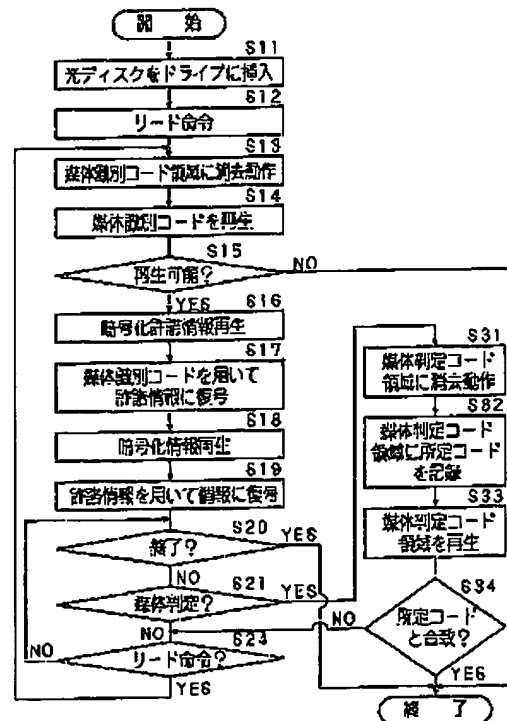 開 始
S11
光ディスクをドライブに挿入
S12
リード命令
S13
媒体識別コード領域に消去動作
S14
媒体識別コードを再生
S15
再生可能?
NO
YES
S16
暗号化許諾情報再生
S17
媒体識別コードを用いて
許諾情報に復号
S18
暗号化情報再生
S19
許諾情報を用いて情報に復号
S20
終了?
YES
NO
S21
媒体判定?
YES
NO
S23
リード命令?
NO
YES
S31
媒体判定コード
領域に消去動作
S32
媒体判定コード
領域に所定コード
を記録
S33
媒体判定コード
領域を再生
S34
所定コード
と合致?
NO
YES
終 了